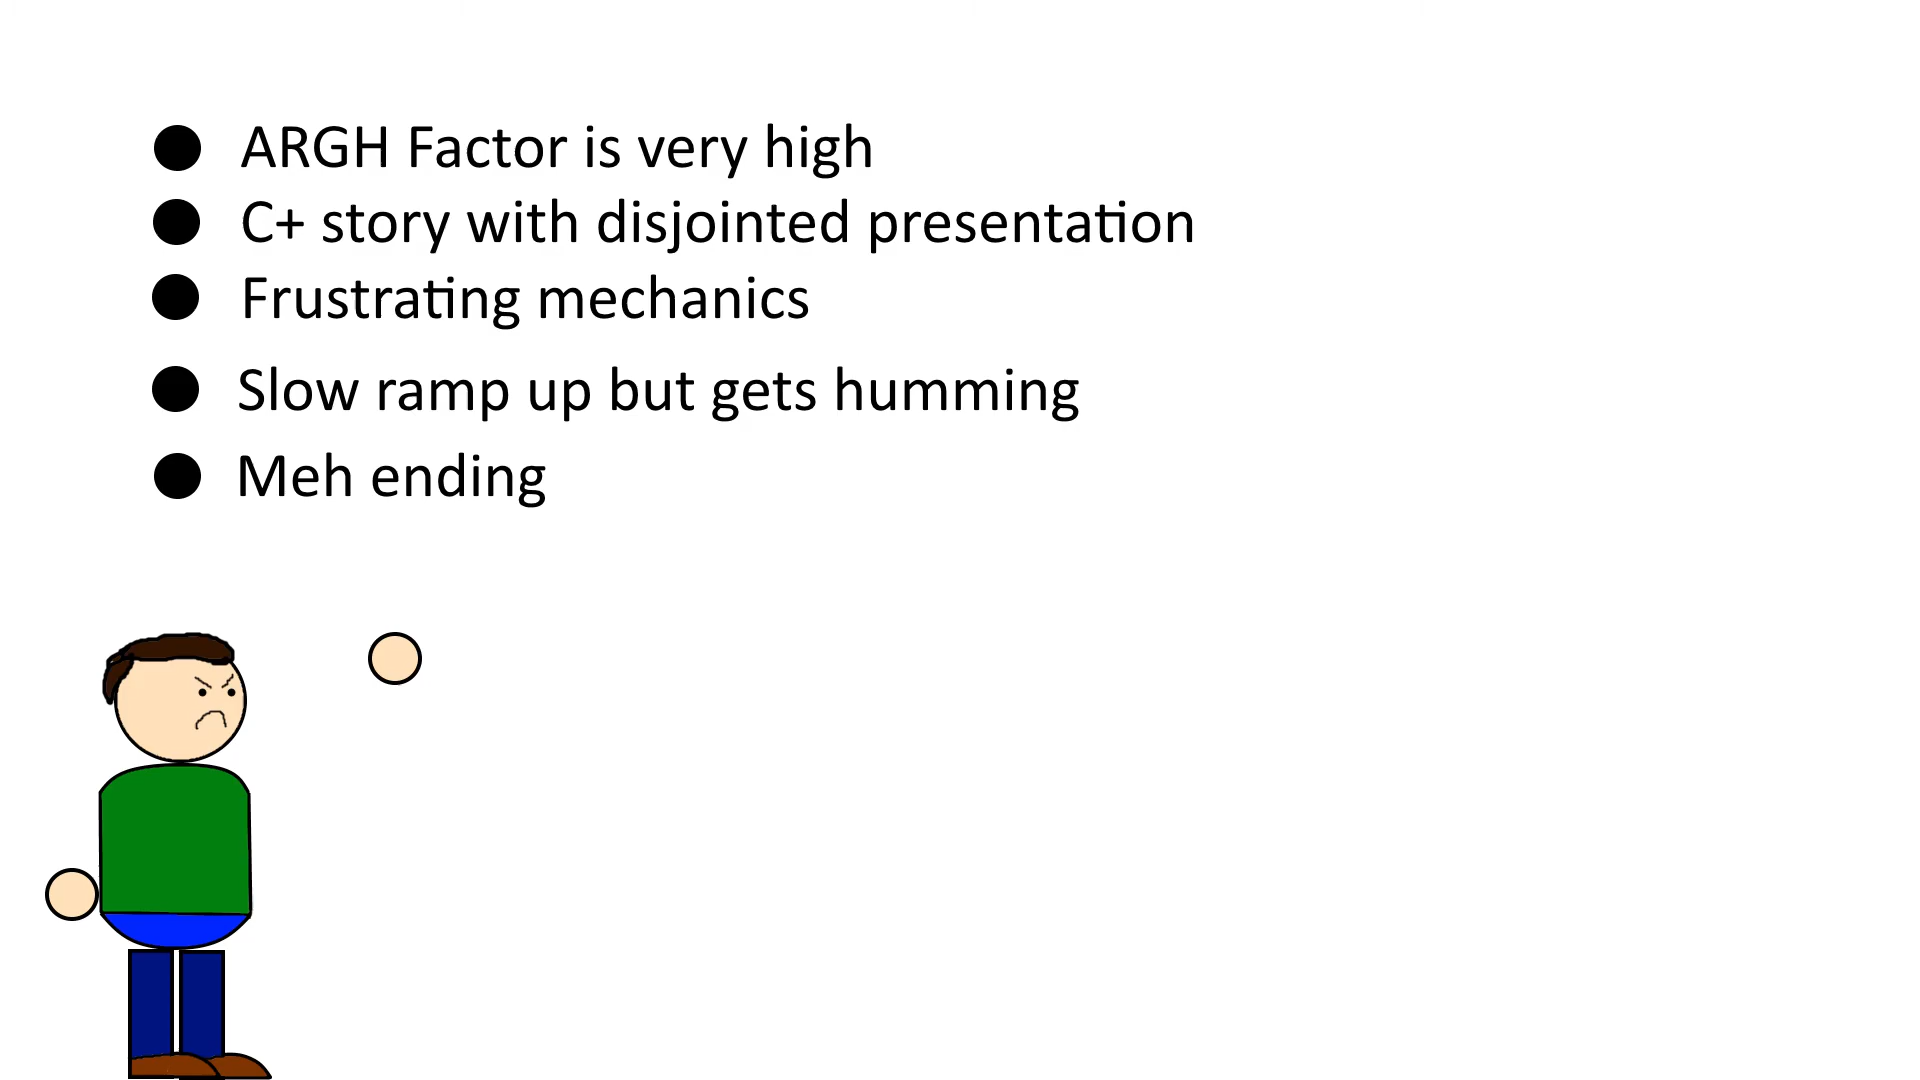 ARGH Factor is very high
C+ story with disjointed presentation
Frustrating mechanics
Slow ramp up but gets humming
Meh ending